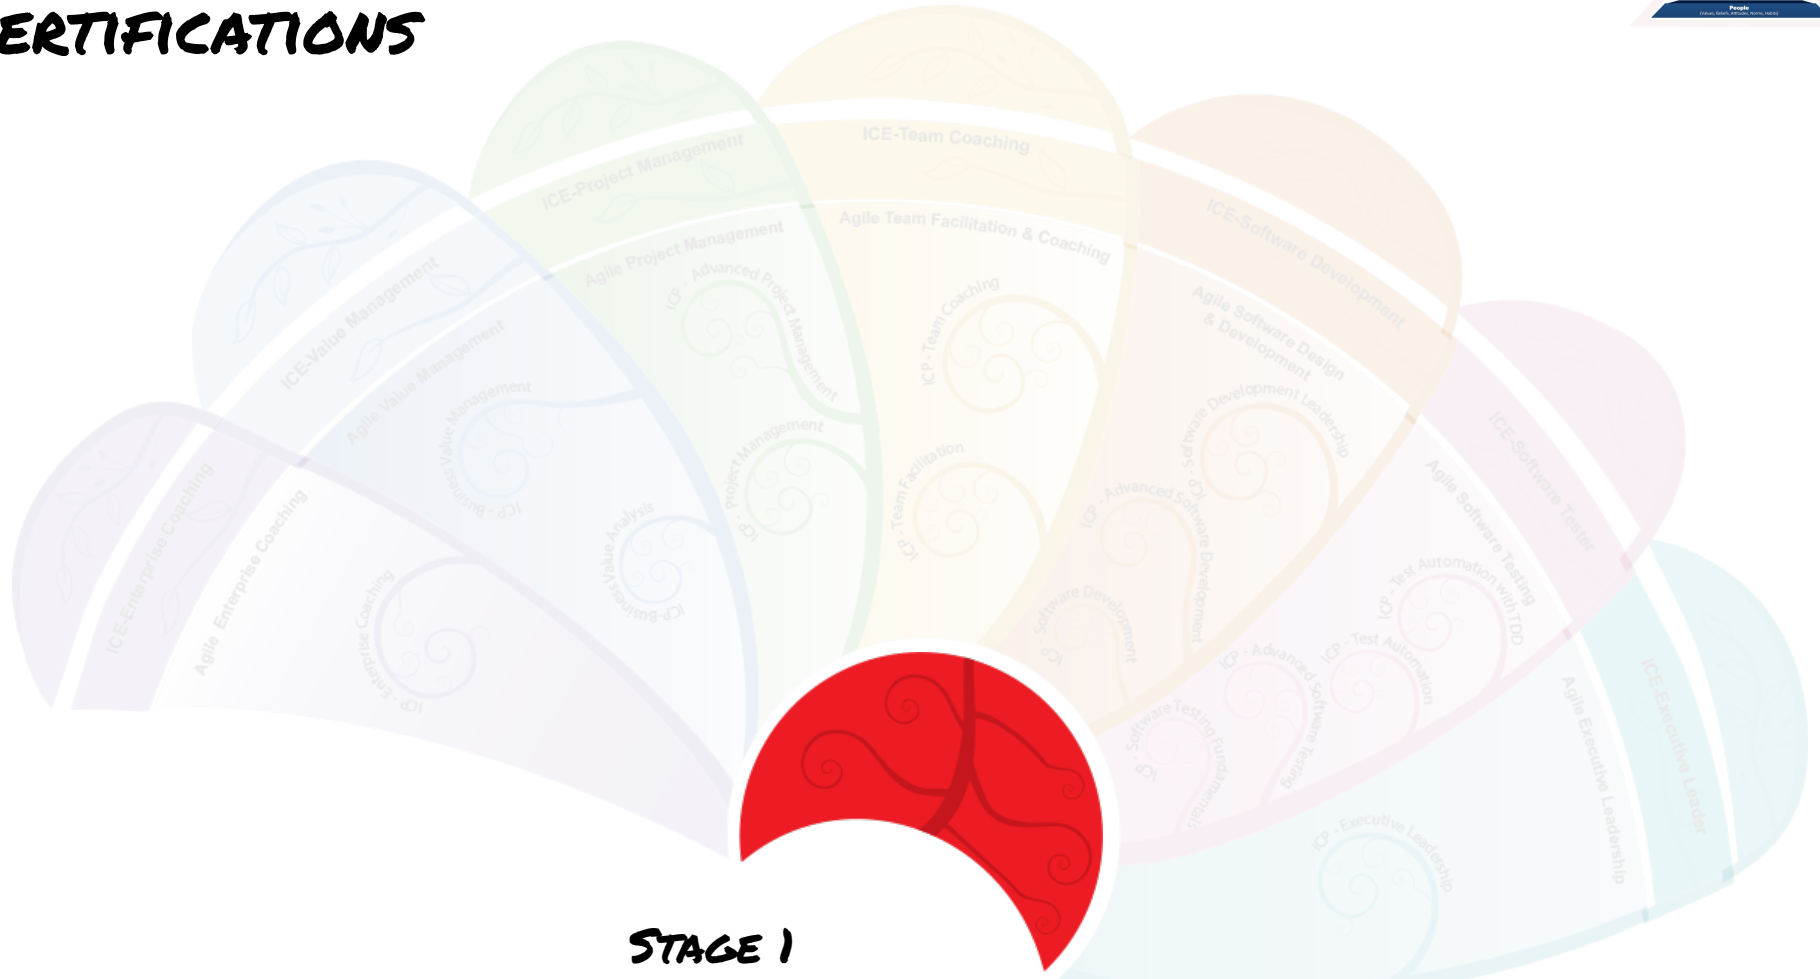 ERTIFICATIONS
People
(Values, Beliefs, Attitudes, Norms, Habits)
ICE-Enterprise Coaching
Agile Enterprise Coaching
ICP - Enterprise Coaching
ICE-Value Management
Agile Value Management
ICP - Business Value Management
ICP-Business Value Analysis
ICE-Project Management
Agile Project Management
ICP - Advanced Project Management
ICP - Project Management
ICE-Team Coaching
Agile Team Facilitation & Coaching
ICP - Team Coaching
ICP - Team Facilitation
ICE-Software Development
Agile Software Design
& Development
ICP - Software Development Leadership
ICP - Advanced Software Development
ICP - Software Development
ICE-Software Tester
Agile Software Testing
ICP - Test Automation with TDD
ICP - Test Automation
ICP - Advanced Software Testing
ICP - Software Testing Fundamentals
ICE-Executive Leader
Agile Executive Leadership
ICP - Executive Leadership
Stage 1